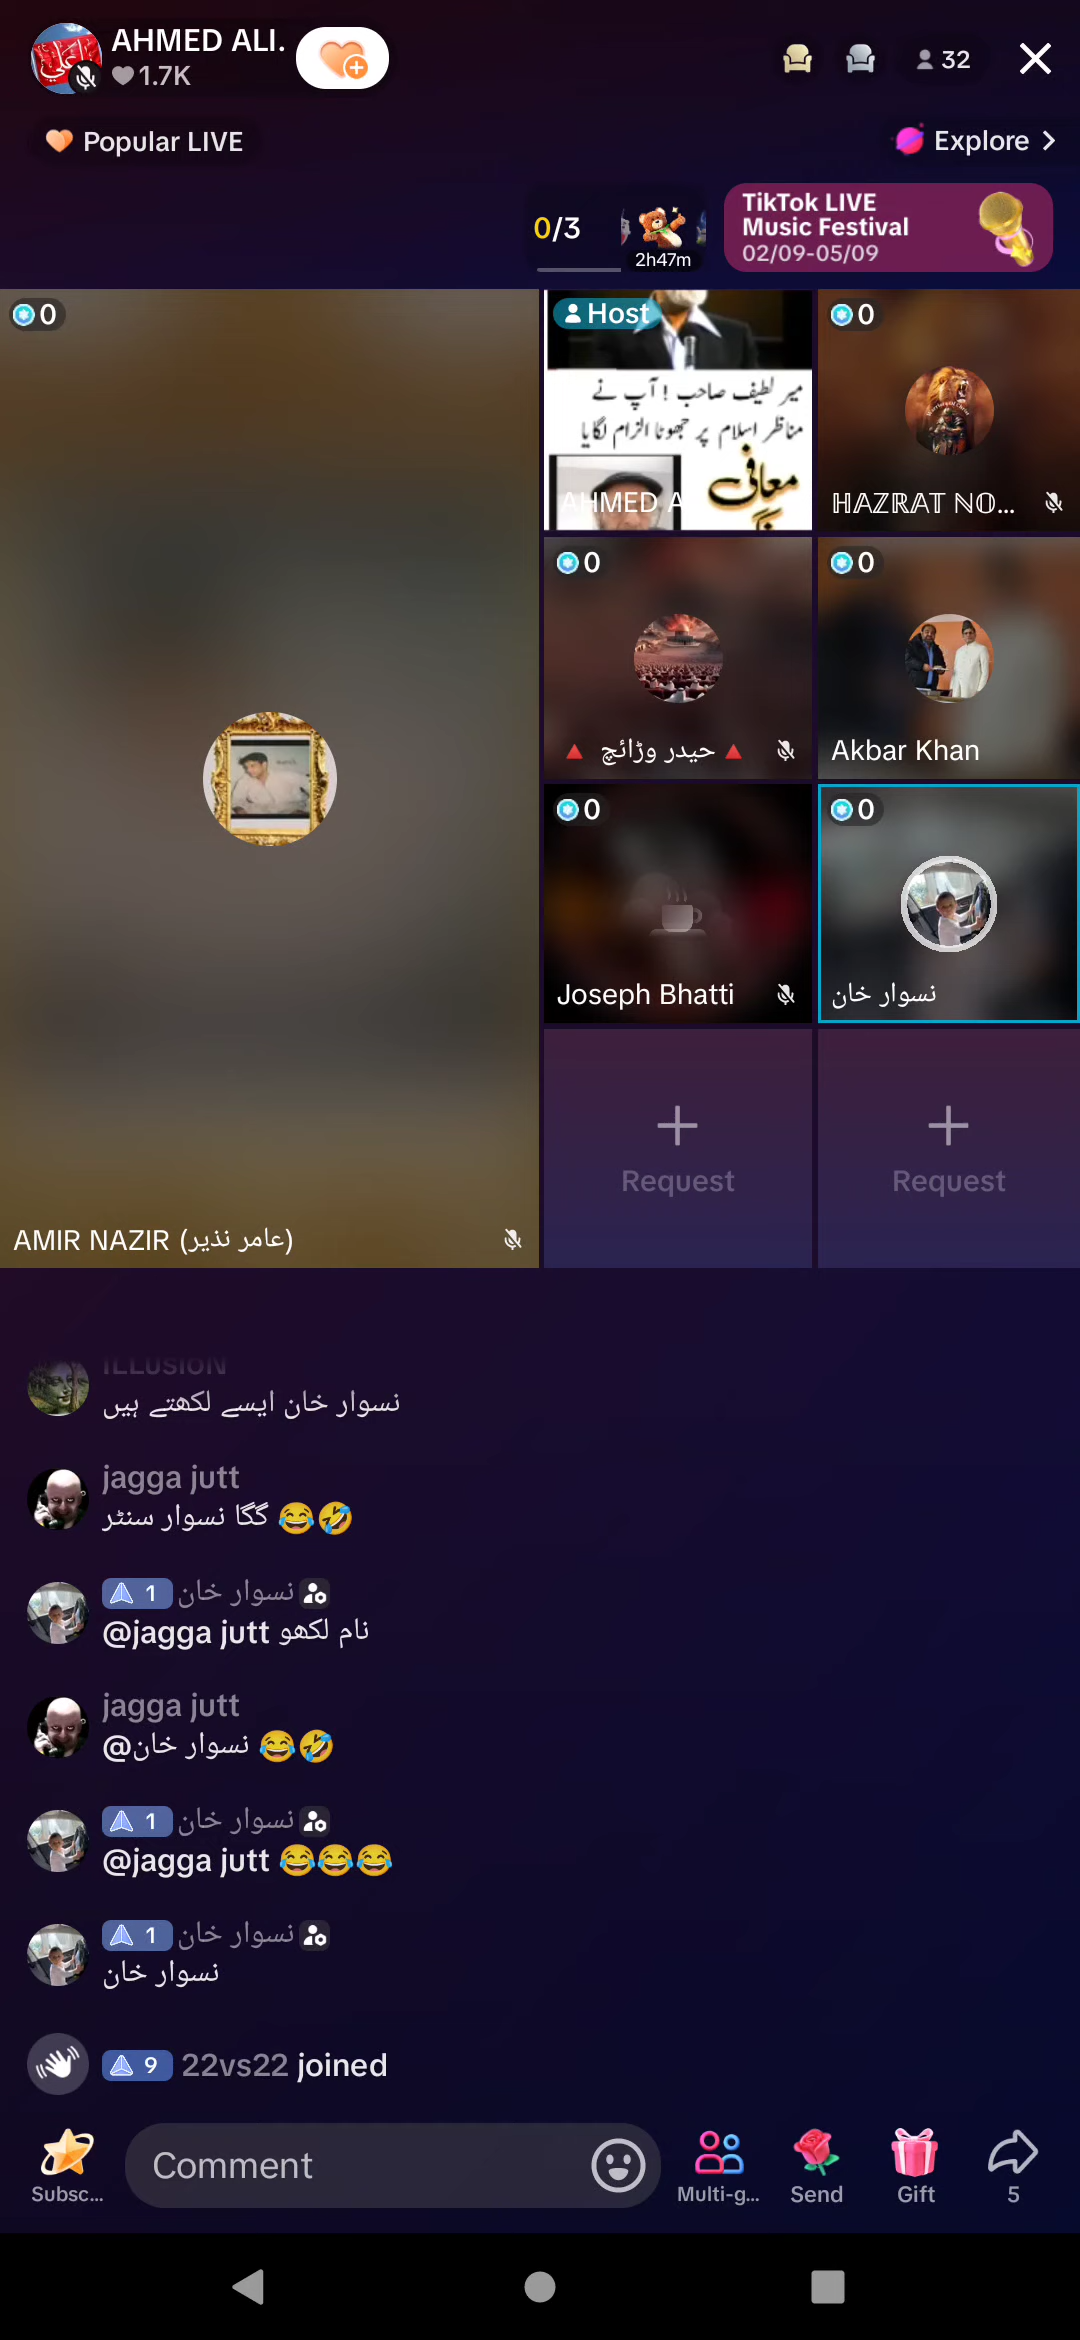 AHMED ALI.
1.7K
32
Popular LIVE
Explore
0/3
2h47m
TikTok LIVE
Music Festival
02/09-05/09
0
Host
میر لطیف صاحب ! آپ نے
مناظر اسلام پر جھوٹا الزام لگایا
معافی
AHMED A
0
HAZRAT NO...
0
حیدر وڑائچ
0
Akbar Khan
0
Joseph Bhatti
0
نسوار خان
AMIR NAZIR (عامر نذیر)
Request
Request
ILLUSION
نسوار خان ایسے لکھتے ہیں
jagga jutt
گگا نسوار سنٹر 😂🤣
1 نسوار خان
@jagga jutt نام لکھو
jagga jutt
@نسوار خان 😂🤣
1 نسوار خان
@jagga jutt 😂😂😂
1 نسوار خان
نسوار خان
9 22vs22 joined
Comment
Subsc...
Multi-g...
Send
Gift
5